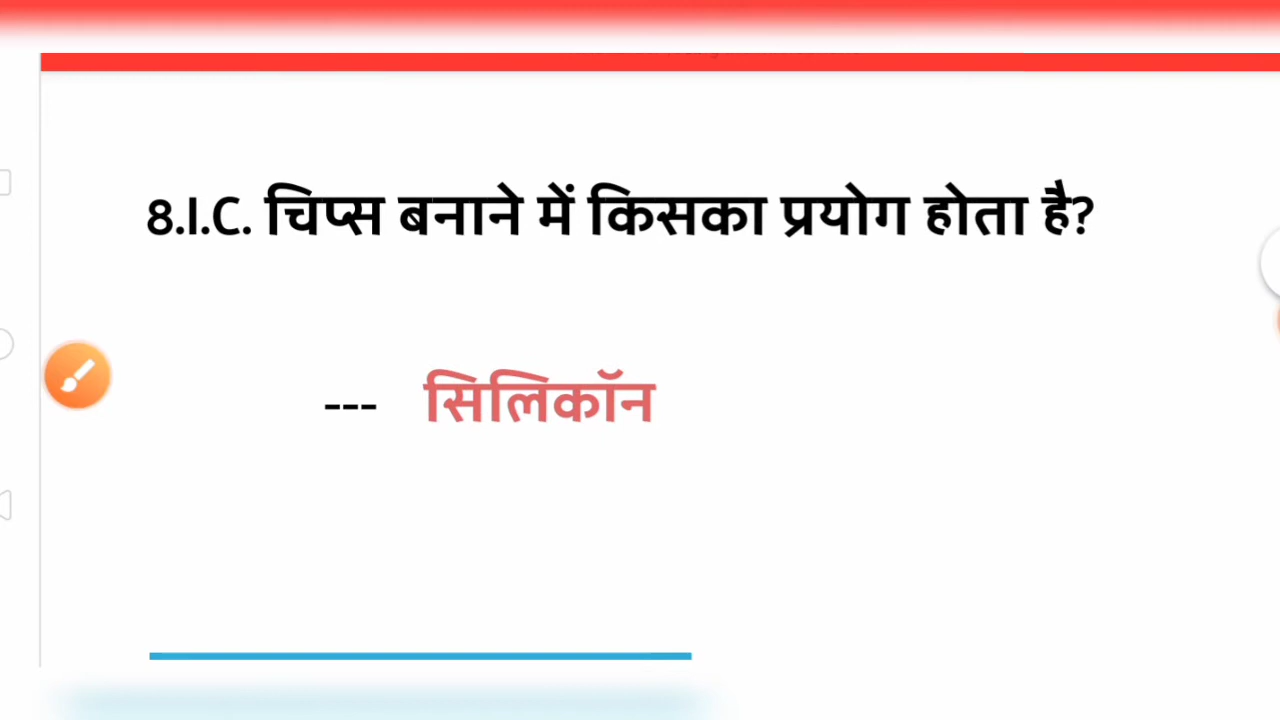 8.I.C. चिप्स बनाने में किसका प्रयोग होता है?
--- सिलिकॉन